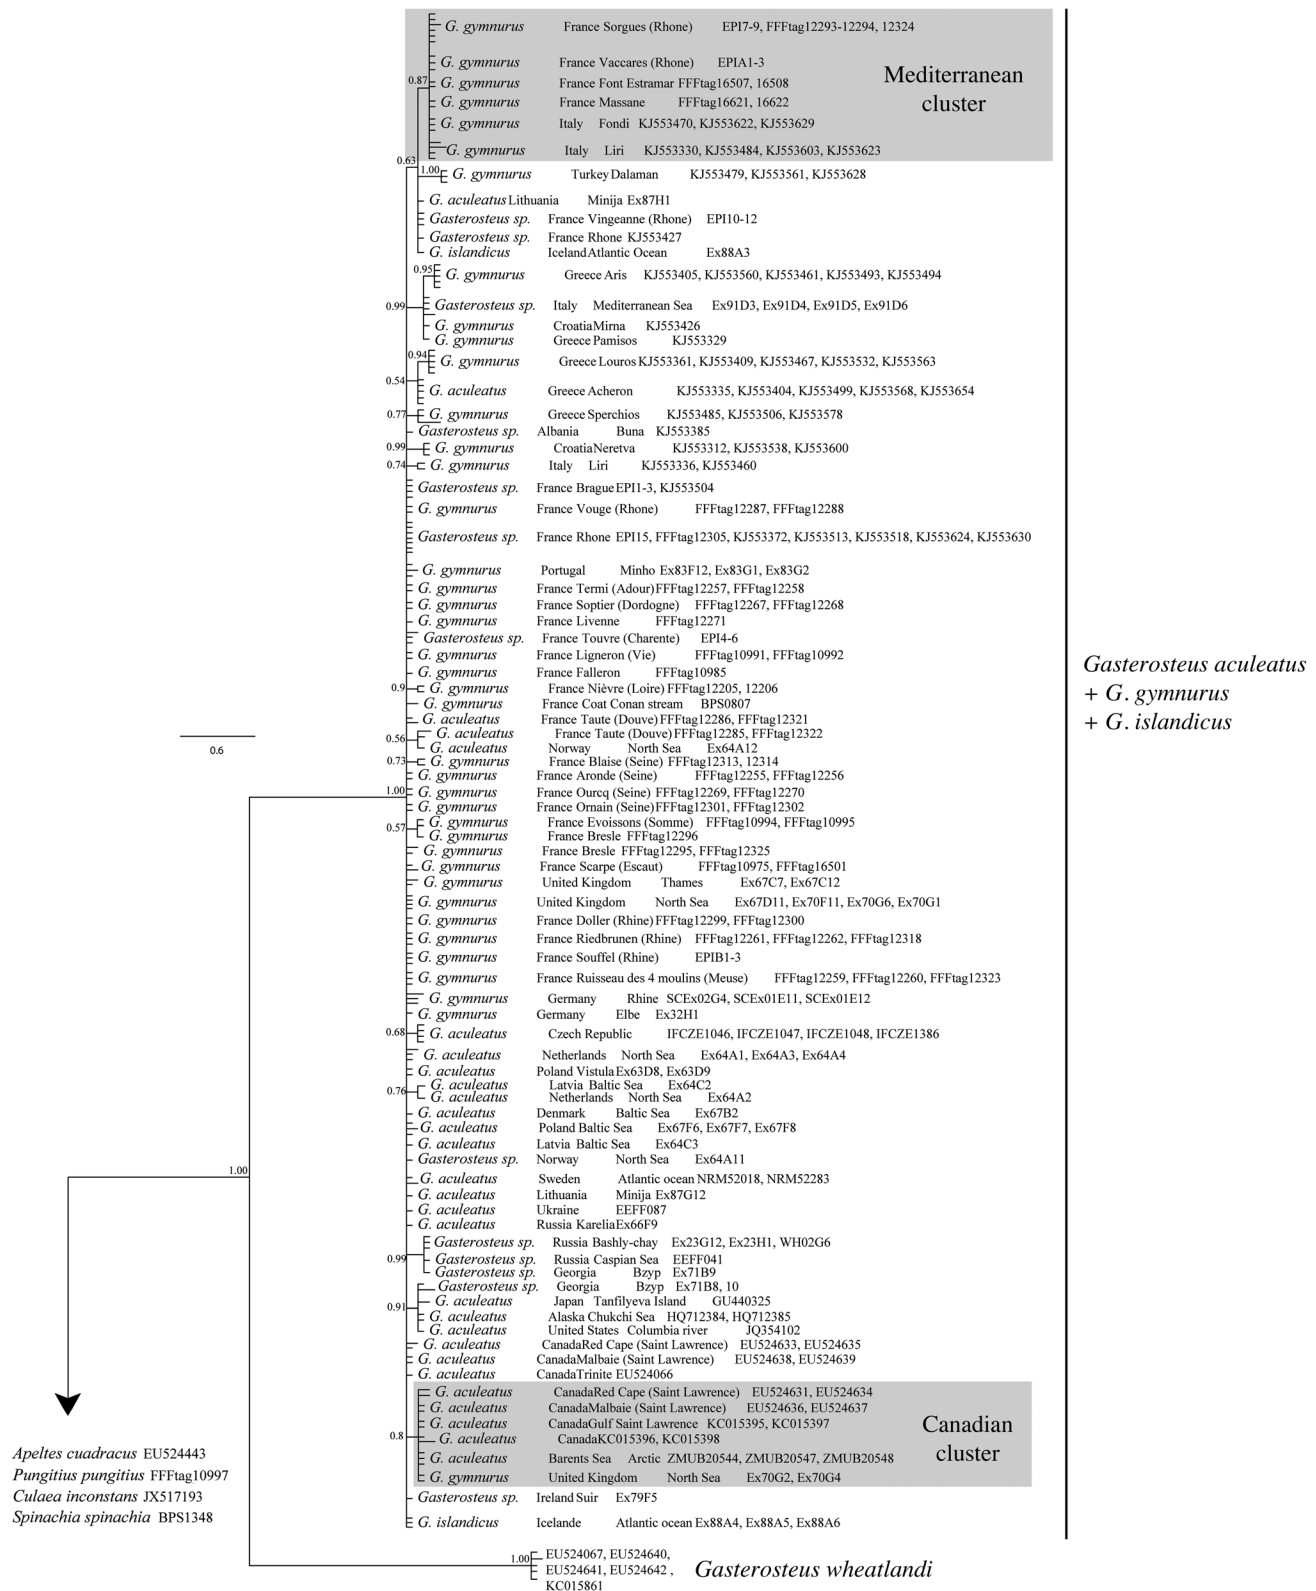 G. gymnurus France Sorgues (Rhone) EPI7-9, FFFtag12293-12294, 12324
G. gymnurus France Vaccares (Rhone) EPIA1-3
0.87 G. gymnurus France Font Estramar FFFtag16507, 16508
Mediterranean
cluster
G. gymnurus France Massane FFFtag16621, 16622
G. gymnurus Italy Fondi KJ553470, KJ553622, KJ553629
G. gymnurus Italy Liri KJ553330, KJ553484, KJ553603, KJ553623
0.63
1.00 G. gymnurus Turkey Dalaman KJ553479, KJ553561, KJ553628
G. aculeatus Lithuania Minija Ex87H1
Gasterosteus sp. France Vingeanne (Rhone) EPI10-12
Gasterosteus sp. France Rhone KJ553427
G. islandicus Iceland Atlantic Ocean Ex88A3
0.95 G. gymnurus Greece Aris KJ553405, KJ553560, KJ553461, KJ553493, KJ553494
0.99 Gasterosteus sp. Italy Mediterranean Sea Ex91D3, Ex91D4, Ex91D5, Ex91D6
G. gymnurus Croatia Mirna KJ553426
G. gymnurus Greece Pamisos KJ553329
0.94 G. gymnurus Greece Louros KJ553361, KJ553409, KJ553467, KJ553532, KJ553563
0.54
G. aculeatus Greece Acheron KJ553335, KJ553404, KJ553499, KJ553568, KJ553654
0.77 G. gymnurus Greece Sperchios KJ553485, KJ553506, KJ553578
Gasterosteus sp. Albania Buna KJ553385
0.99 G. gymnurus Croatia Neretva KJ553312, KJ553538, KJ553600
0.74 G. gymnurus Italy Liri KJ553336, KJ553460
Gasterosteus sp. France Brague EPI1-3, KJ553504
G. gymnurus France Vouge (Rhone) FFFtag12287, FFFtag12288
Gasterosteus sp. France Rhone EPI15, FFFtag12305, KJ553372, KJ553513, KJ553518, KJ553624, KJ553630
G. gymnurus Portugal Minho Ex83F12, Ex83G1, Ex83G2
G. gymnurus France Termi (Adour) FFFtag12257, FFFtag12258
G. gymnurus France Soptier (Dordogne) FFFtag12267, FFFtag12268
G. gymnurus France Livenne FFFtag12271
Gasterosteus sp. France Touvre (Charente) EPI4-6
G. gymnurus France Ligneron (Vie) FFFtag10991, FFFtag10992
G. gymnurus France Falleron FFFtag10985
0.9 G. gymnurus France Nièvre (Loire) FFFtag12205, 12206
G. gymnurus France Coat Conan stream BPS0807
G. aculeatus France Taute (Douve) FFFtag12286, FFFtag12321
G. aculeatus France Taute (Douve) FFFtag12285, FFFtag12322
0.56
G. aculeatus Norway North Sea Ex64A12
0.73 G. gymnurus France Blaise (Seine) FFFtag12313, 12314
G. gymnurus France Aronde (Seine) FFFtag12255, FFFtag12256
1.00 G. gymnurus France Ourcq (Seine) FFFtag12269, FFFtag12270
G. gymnurus France Ornain (Seine) FFFtag12301, FFFtag12302
G. gymnurus France Evoissons (Somme) FFFtag10994, FFFtag10995
0.57
G. gymnurus France Bresle FFFtag12296
G. gymnurus France Bresle FFFtag12295, FFFtag12325
G. gymnurus France Scarpe (Escaut) FFFtag10975, FFFtag16501
G. gymnurus United Kingdom Thames Ex67C7, Ex67C12
G. gymnurus United Kingdom North Sea Ex67D11, Ex70F11, Ex70G6, Ex70G1
G. gymnurus France Doller (Rhine) FFFtag12299, FFFtag12300
G. gymnurus France Riedbrunen (Rhine) FFFtag12261, FFFtag12262, FFFtag12318
G. gymnurus France Souffel (Rhine) EPIB1-3
G. gymnurus France Ruisseau des 4 moulins (Meuse) FFFtag12259, FFFtag12260, FFFtag12323
G. gymnurus Germany Rhine SCEx02G4, SCEx01E11, SCEx01E12
G. gymnurus Germany Elbe Ex32H1
0.68 G. aculeatus Czech Republic IFCZE1046, IFCZE1047, IFCZE1048, IFCZE1386
G. aculeatus Netherlands North Sea Ex64A1, Ex64A3, Ex64A4
G. aculeatus Poland Vistula Ex63D8, Ex63D9
G. aculeatus Latvia Baltic Sea Ex64C2
0.76
G. aculeatus Netherlands North Sea Ex64A2
G. aculeatus Denmark Baltic Sea Ex67B2
G. aculeatus Poland Baltic Sea Ex67F6, Ex67F7, Ex67F8
G. aculeatus Latvia Baltic Sea Ex64C3
Gasterosteus sp. Norway North Sea Ex64A11
G. aculeatus Sweden Atlantic ocean NRM52018, NRM52283
G. aculeatus Lithuania Minija Ex87G12
G. aculeatus Ukraine EEFF087
G. aculeatus Russia Karelia Ex66F9
Gasterosteus sp. Russia Bashly-chay Ex23G12, Ex23H1, WH02G6
0.99 Gasterosteus sp. Russia Caspian Sea EEFF041
Gasterosteus sp. Georgia Bzyp Ex71B9
Gasterosteus sp. Georgia Bzyp Ex71B8, 10
G. aculeatus Japan Tanfilyeva Island GU440325
0.91
G. aculeatus Alaska Chukchi Sea HQ712384, HQ712385
G. aculeatus United States Columbia river JQ354102
G. aculeatus CanadaRed Cape (Saint Lawrence) EU524633, EU524635
G. aculeatus CanadaMalbaie (Saint Lawrence) EU524638, EU524639
G. aculeatus CanadaTrinite EU524066
G. aculeatus CanadaRed Cape (Saint Lawrence) EU524631, EU524634
G. aculeatus CanadaMalbaie (Saint Lawrence) EU524636, EU524637
G. aculeatus CanadaGulf Saint Lawrence KC015395, KC015397
0.8 G. aculeatus CanadaKC015396, KC015398
Canadian
cluster
G. aculeatus Barents Sea Arctic ZMUB20544, ZMUB20547, ZMUB20548
G. gymnurus United Kingdom North Sea Ex70G2, Ex70G4
Gasterosteus sp. Ireland Suir Ex79F5
G. islandicus Icelande Atlantic ocean Ex88A4, Ex88A5, Ex88A6
Gasterosteus aculeatus
+ G. gymnurus
+ G. islandicus
0.6
1.00
Apeltes cuadracus EU524443
Pungitius pungitius FFFtag10997
Culaea inconstans JX517193
Spinachia spinachia BPS1348
1.00
EU524067, EU524640,
EU524641, EU524642 ,
KC015861
Gasterosteus wheatlandi